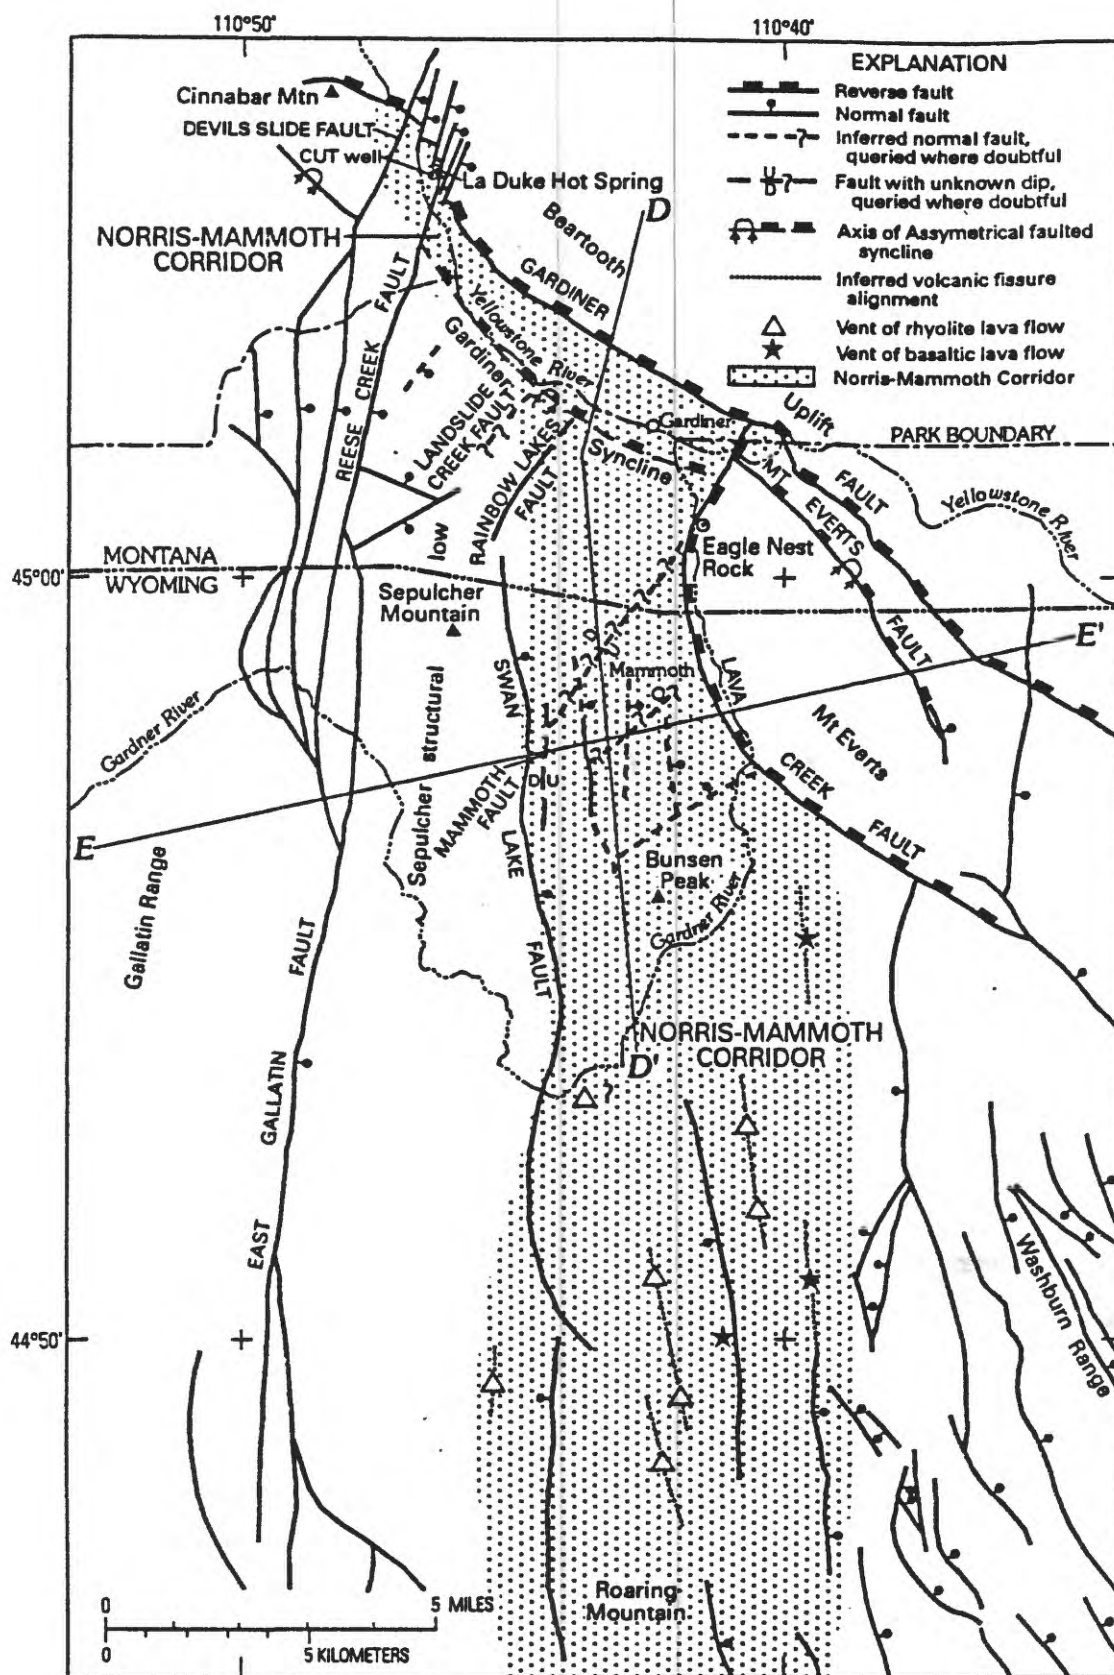 110°50'
110°40'
EXPLANATION
Reverse fault
Normal fault
Inferred normal fault,
queried where doubtful
U
D
?
Fault with unknown dip,
queried where doubtful
Axis of Assymetrical faulted
syncline
Inferred volcanic fissure
alignment
Vent of rhyolite lava flow
Vent of basaltic lava flow
Norris-Mammoth Corridor
Cinnabar Mtn
DEVILS SLIDE FAULT
CUT well
La Duke Hot Spring
NORRIS-MAMMOTH
CORRIDOR
D
Beartooth
GARDINER
Yellowstone River
Gardiner
Syncline
REESE CREEK FAULT
LANDSLIDE
CREEK FAULT
RAINBOW LAKES
FAULT
Gardiner
Uplift
PARK BOUNDARY
MT EVERTS FAULT
FAULT
Yellowstone River
Eagle Nest
Rock
45°00'
MONTANA
WYOMING
Sepulcher
Mountain
Sepulcher structural low
SWAN LAKE FAULT
Mammoth
LAVA CREEK FAULT
E'
Mt Everts
Gardner River
MAMMOTH
FAULT
D U
E
Gallatin Range
Bunsen
Peak
Gardner River
EAST GALLATIN FAULT
NORRIS-MAMMOTH
CORRIDOR
D'
?
Washburn Range
44°50'
Roaring
Mountain
0 5 MILES
0 5 KILOMETERS